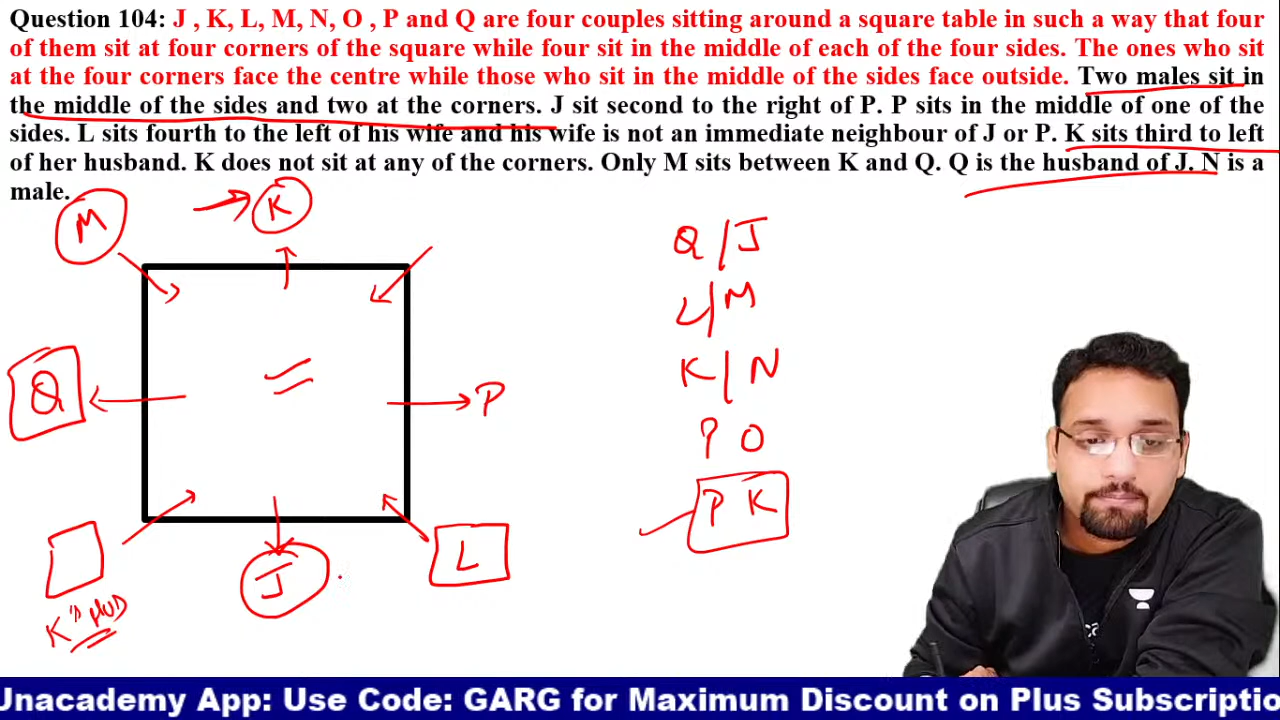 Question 104: J , K, L, M, N, O , P and Q are four couples sitting around a square table in such a way that four
of them sit at four corners of the square while four sit in the middle of each of the four sides. The ones who sit
at the four corners face the centre while those who sit in the middle of the sides face outside. Two males sit in
the middle of the sides and two at the corners. J sit second to the right of P. P sits in the middle of one of the
sides. L sits fourth to the left of his wife and his wife is not an immediate neighbour of J or P. K sits third to left
of her husband. K does not sit at any of the corners. Only M sits between K and Q. Q is the husband of J. N is a
male.
M
K
Q
P
J
L
K's HUD
Q/J
L/M
K/N
P O
P K
Unacademy App: Use Code: GARG for Maximum Discount on Plus Subscriptio